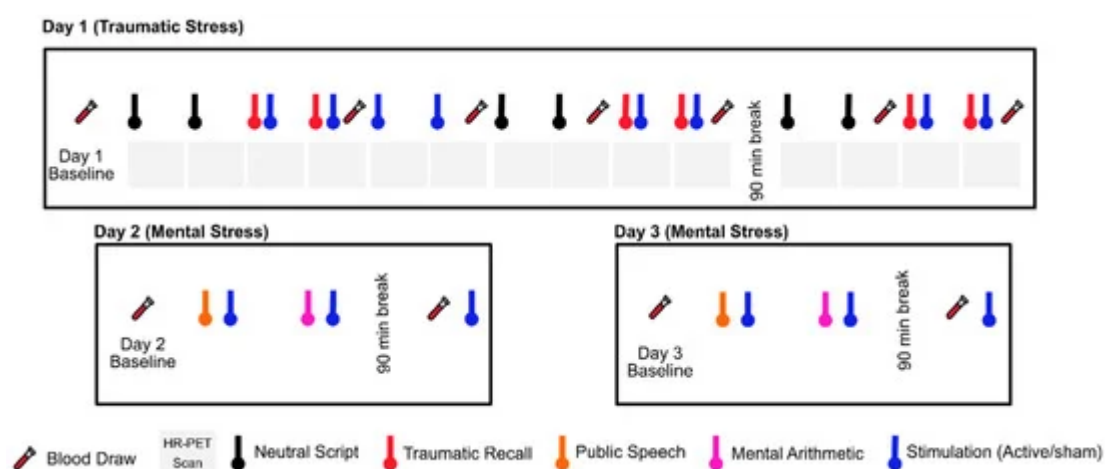 Day 1 (Traumatic Stress)
Day 1
Baseline
90 min break
Day 2 (Mental Stress)
Day 2
Baseline
90 min break
Day 3 (Mental Stress)
Day 3
Baseline
90 min break
Blood Draw
HR-PET
Scan
Neutral Script
Traumatic Recall
Public Speech
Mental Arithmetic
Stimulation (Active/sham)